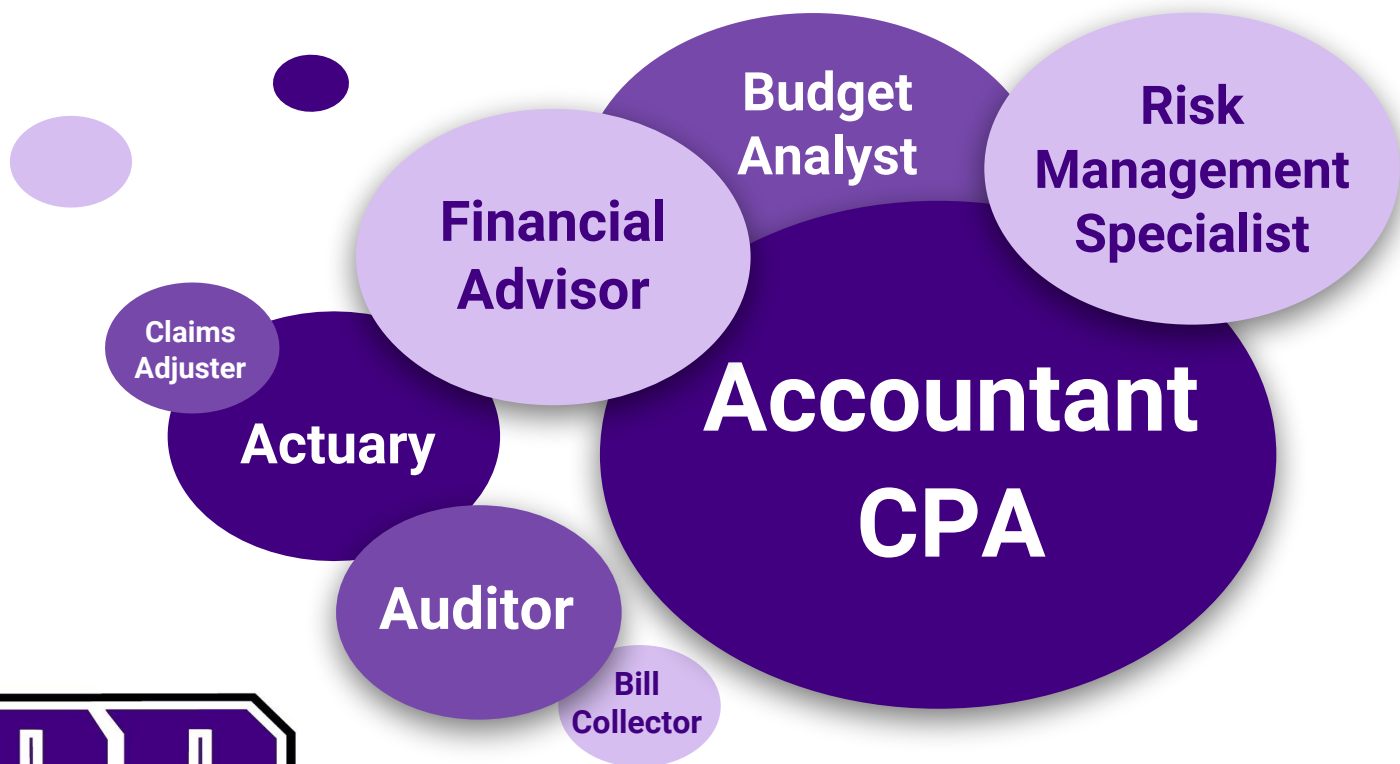 Budget
Analyst
Risk
Management
Specialist
Financial
Advisor
Claims
Adjuster
Accountant
CPA
Actuary
Auditor
Bill
Collector